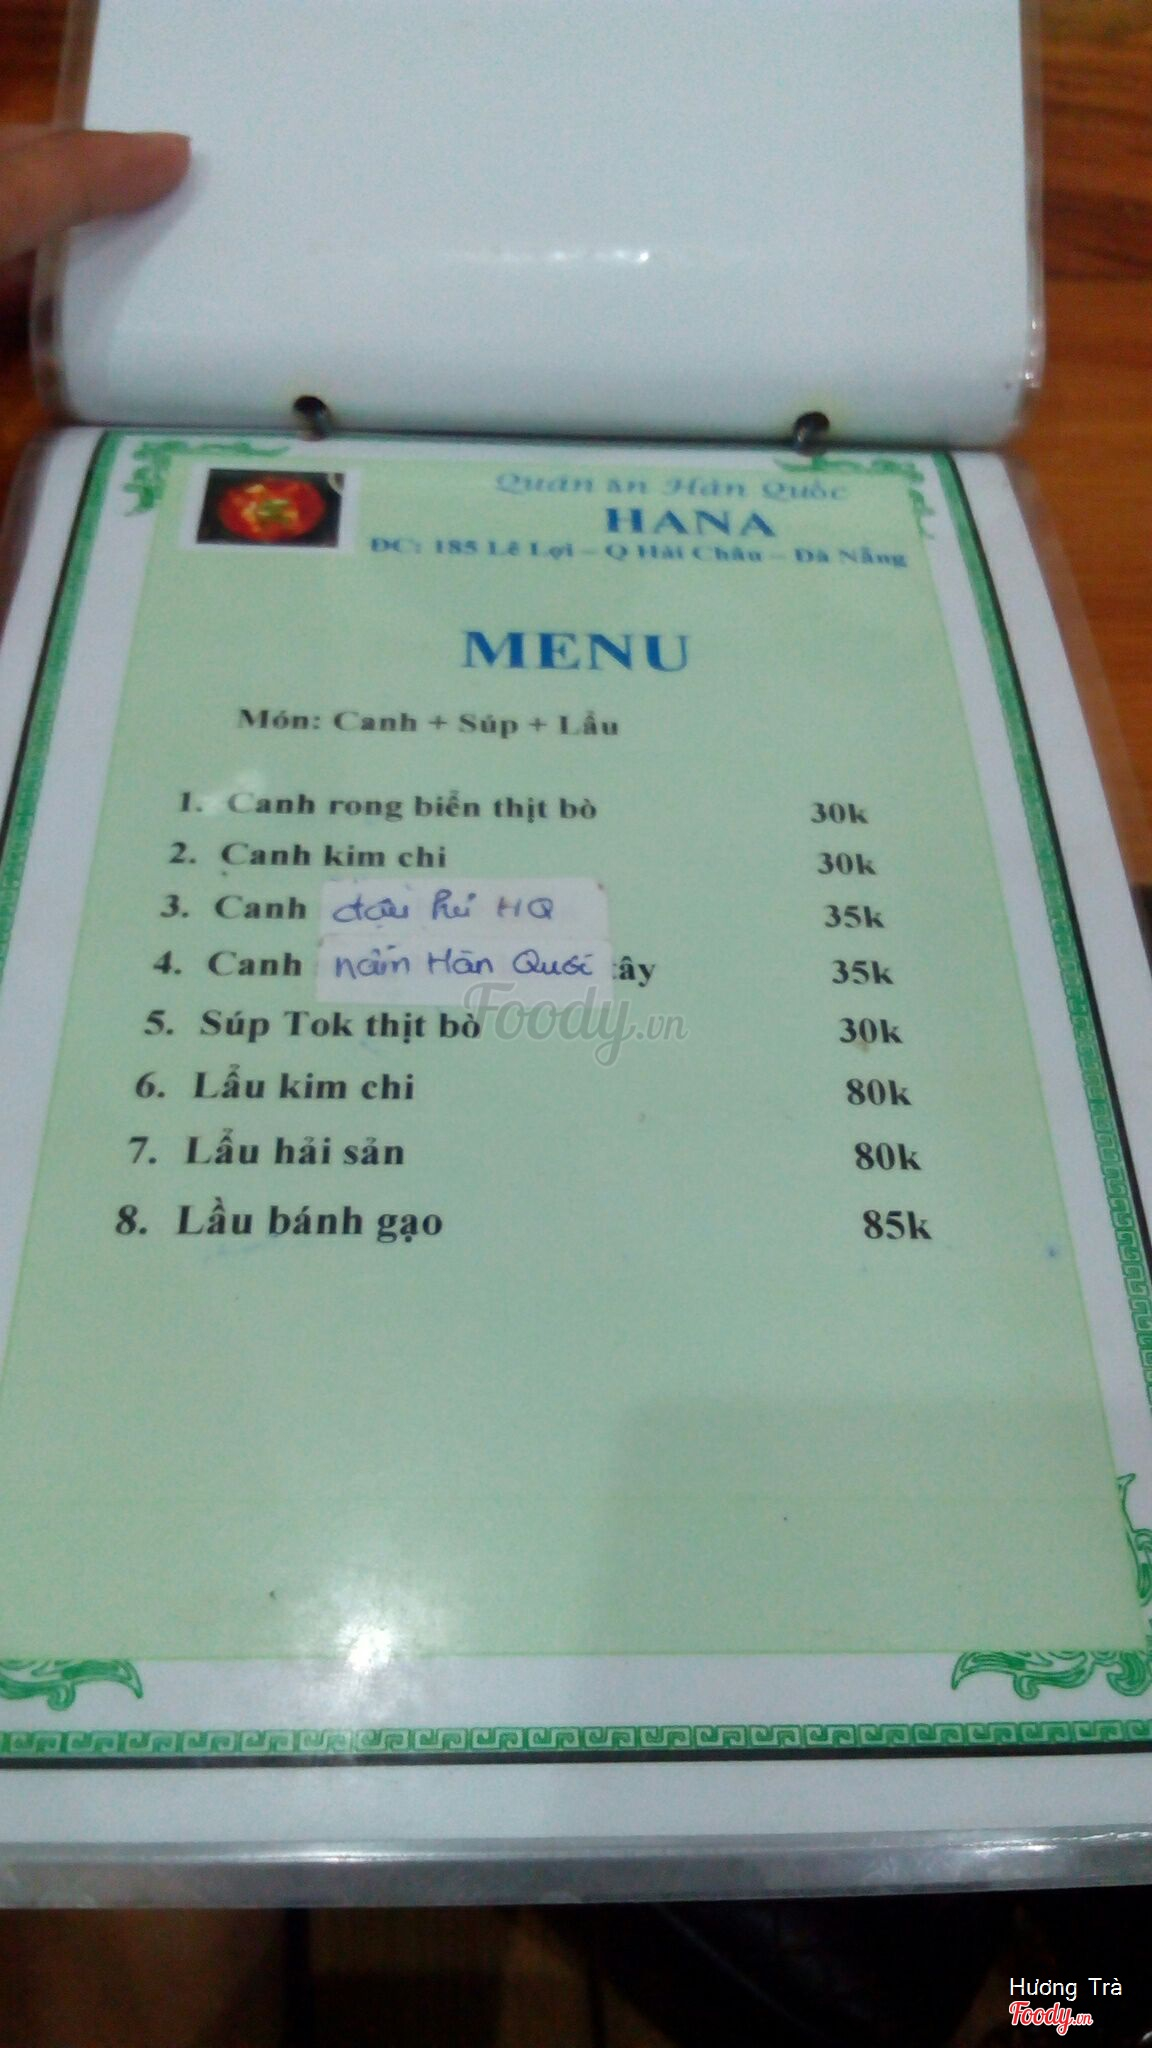 Quán ăn Hàn Quốc
HANA
ĐC: 185 Lê Lợi – Q Hải Châu – Đà Nẵng
MENU
Món: Canh + Súp + Lẩu
1. Canh rong biển thịt bò 30k
2. Canh kim chi 30k
3. Canh đậu hũ HQ 35k
4. Canh nấm Hàn Quốc tây 35k
5. Súp Tok thịt bò 30k
6. Lẩu kim chi 80k
7. Lẩu hải sản 80k
8. Lẩu bánh gạo 85k
Foody.vn
Hương Trà
Foody.vn